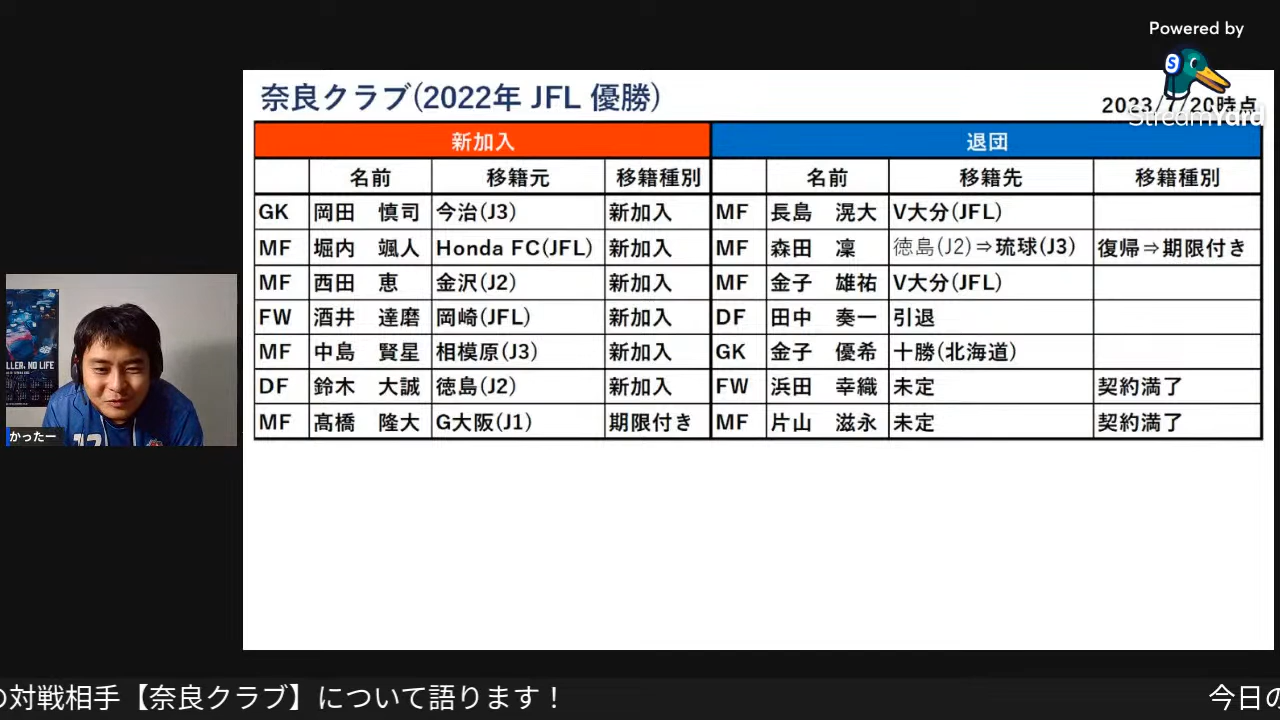 Powered by
StreamYard
奈良クラブ(2022年 JFL 優勝)
2023/1/20時点
新加入 退団
名前 移籍元 移籍種別 名前 移籍先 移籍種別
GK 岡田 慎司 今治(J3) 新加入 MF 長島 滉大 V大分(JFL)
MF 堀内 颯人 Honda FC(JFL) 新加入 MF 森田 凜 徳島(J2)⇒琉球(J3) 復帰⇒期限付き
MF 西田 恵 金沢(J2) 新加入 MF 金子 雄祐 V大分(JFL)
FW 酒井 達磨 岡崎(JFL) 新加入 DF 田中 奏一 引退
MF 中島 賢星 相模原(J3) 新加入 GK 金子 優希 十勝(北海道)
DF 鈴木 大誠 徳島(J2) 新加入 FW 浜田 幸織 未定 契約満了
MF 髙橋 隆大 G大阪(J1) 期限付き MF 片山 滋永 未定 契約満了
LLER, NO LIFE
かったー
の対戦相手【奈良クラブ】について語ります! 今日の